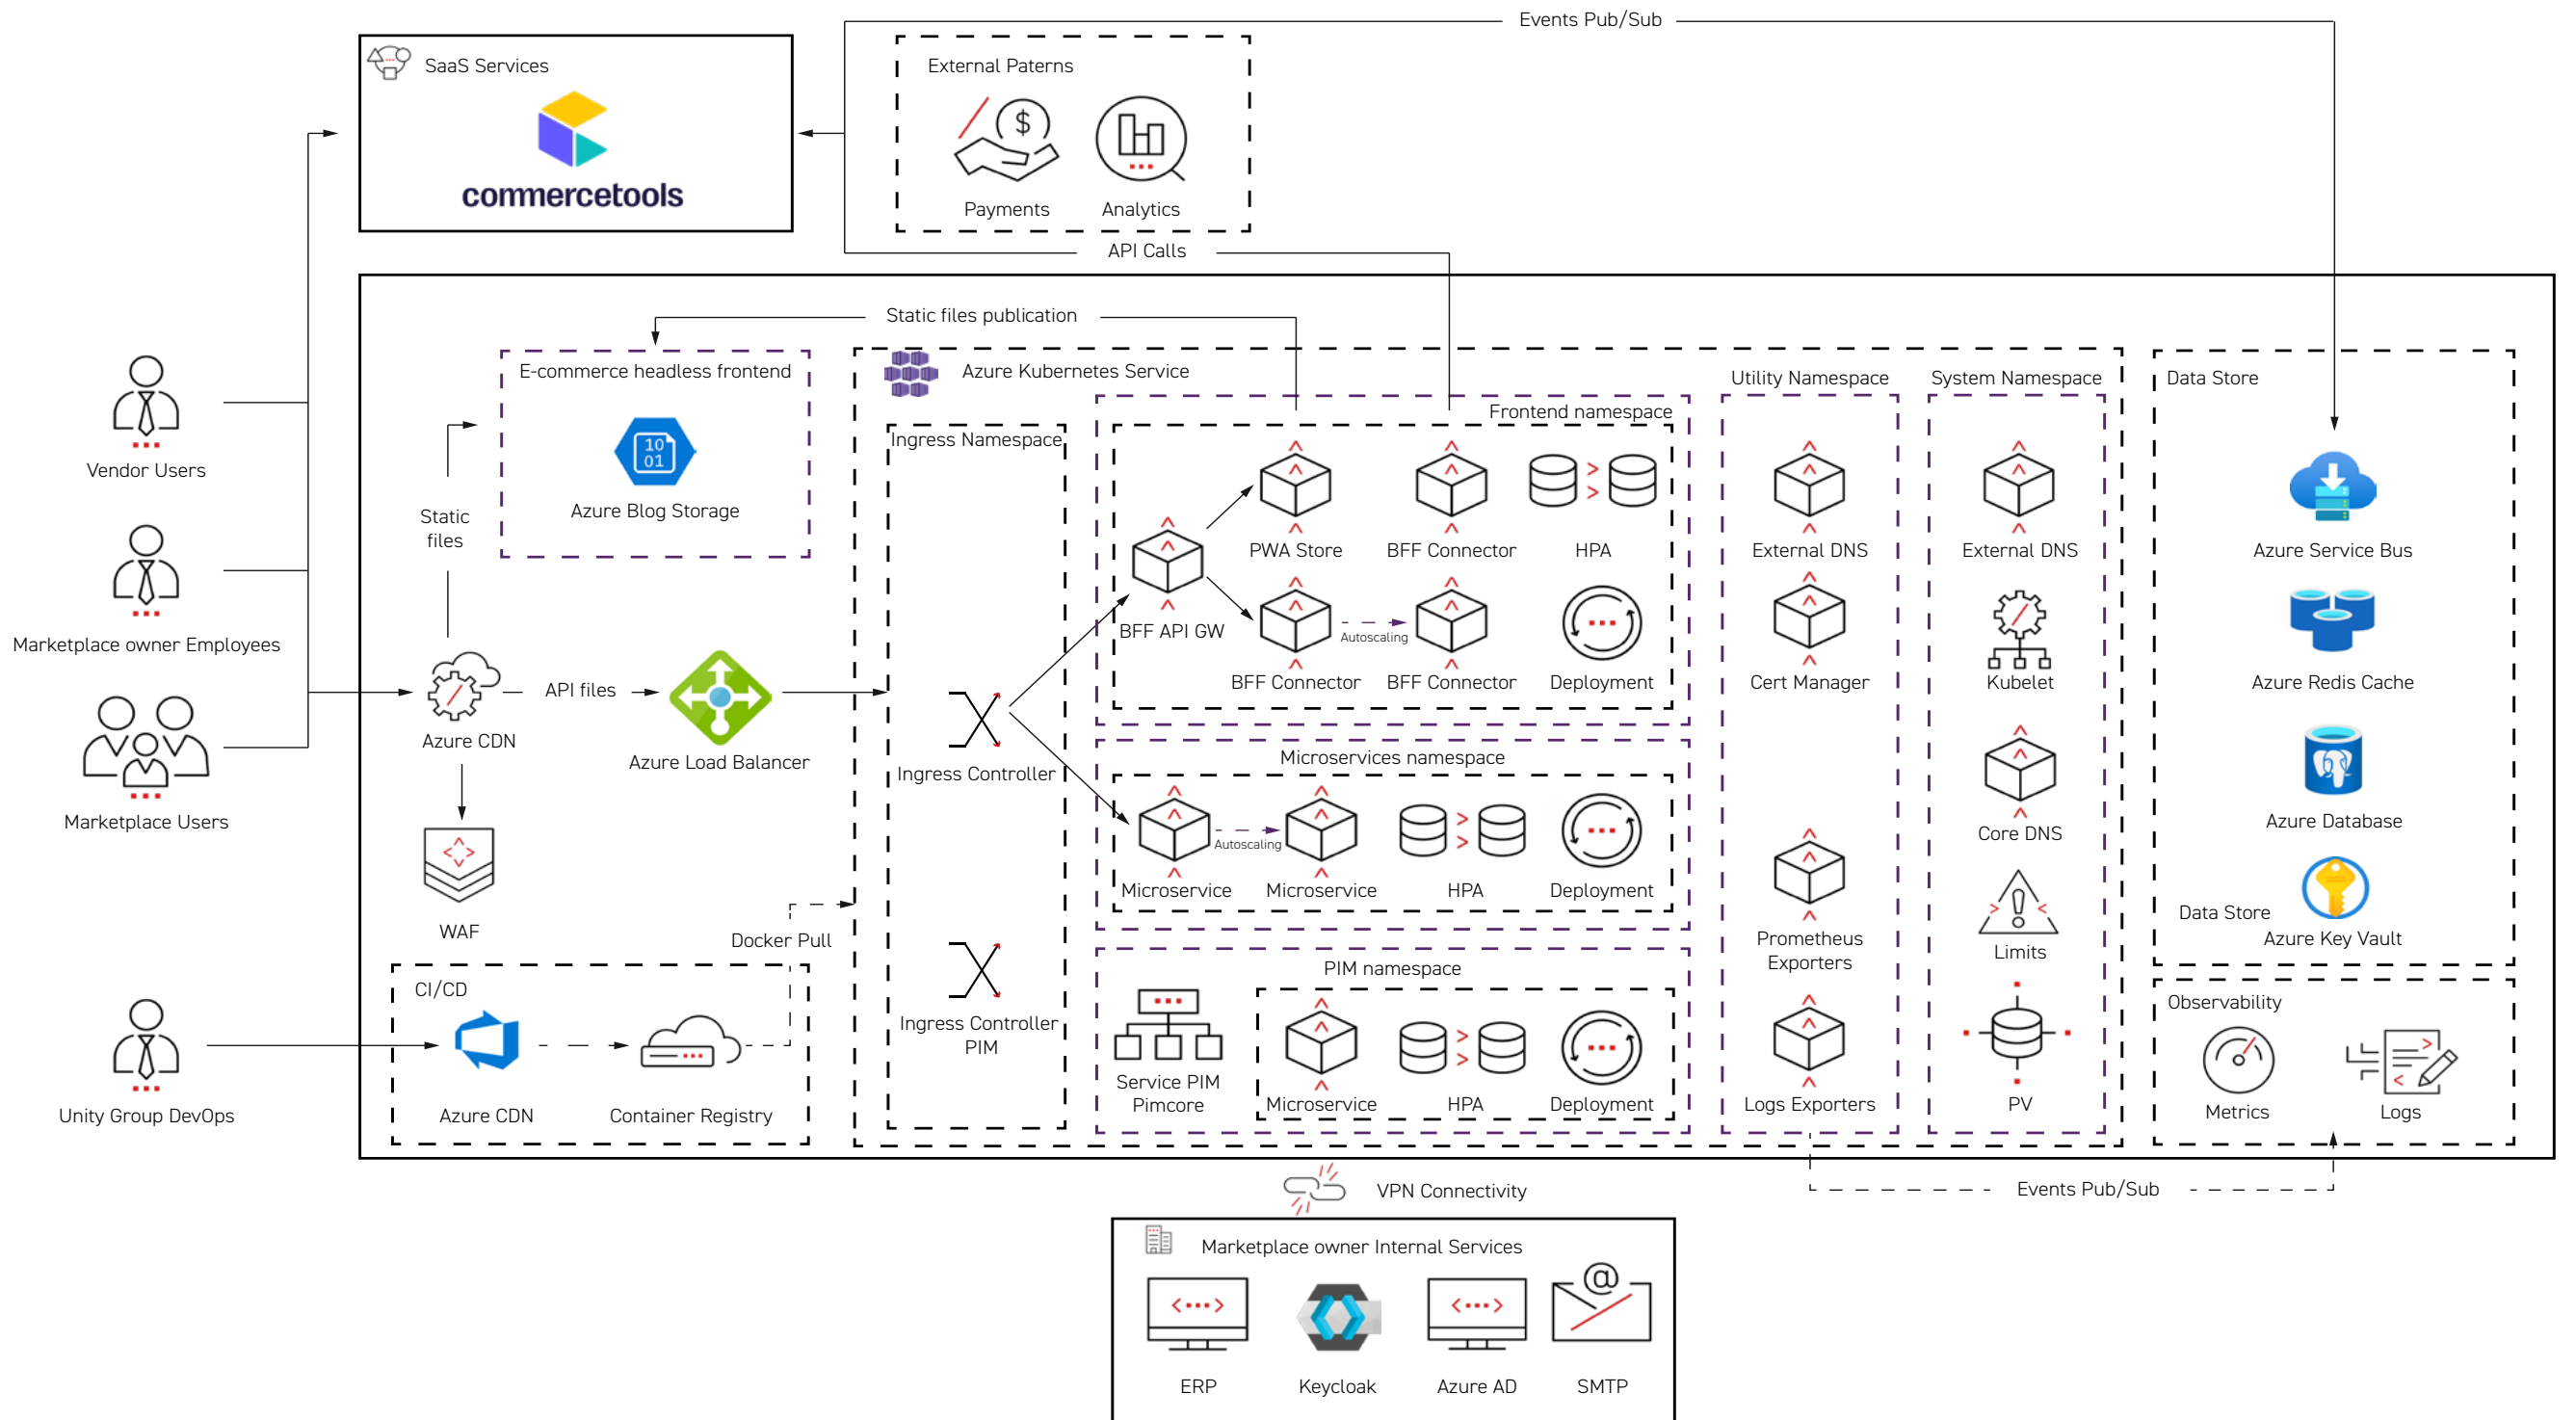 Events Pub/Sub
SaaS Services
commercetools
External Paterns
$
Payments
Analytics
API Calls
Static files publication
Vendor Users
Marketplace owner Employees
Marketplace Users
Unity Group DevOps
E-commerce headless frontend
10
01
Azure Blog Storage
Static
files
Azure CDN
API files
Azure Load Balancer
WAF
Docker Pull
CI/CD
Azure CDN
Container Registry
Azure Kubernetes Service
Ingress Namespace
Ingress Controller
Ingress Controller
PIM
Frontend namespace
BFF API GW
PWA Store
BFF Connector
HPA
BFF Connector
Autoscaling
BFF Connector
Deployment
Microservices namespace
Microservice
Autoscaling
Microservice
HPA
Deployment
PIM namespace
Service PIM
Pimcore
Microservice
HPA
Deployment
Utility Namespace
External DNS
Cert Manager
Prometheus
Exporters
Logs Exporters
System Namespace
External DNS
Kubelet
Core DNS
Limits
PV
Data Store
Azure Service Bus
Azure Redis Cache
Azure Database
Data Store
Azure Key Vault
Observability
Metrics
Logs
Events Pub/Sub
VPN Connectivity
Marketplace owner Internal Services
@
ERP
Keycloak
Azure AD
SMTP